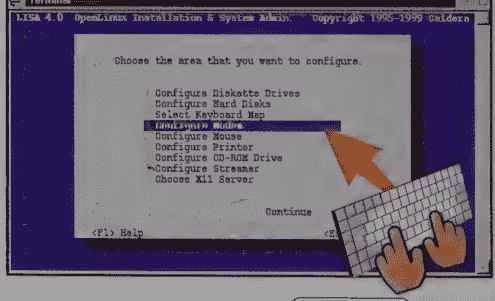 Terminal
LISA 4.0 OpenLinux Installation & System Admin. Copyright 1995-1999 Caldera
Choose the area that you want to configure.
Configure Diskette Drives
Configure Hard Disks
Select Keyboard Map
Configure Modem
Configure Mouse
Configure Printer
Configure CD-ROM Drive
Configure Streamer
Choose X11 Server
Continue
<F1> Help